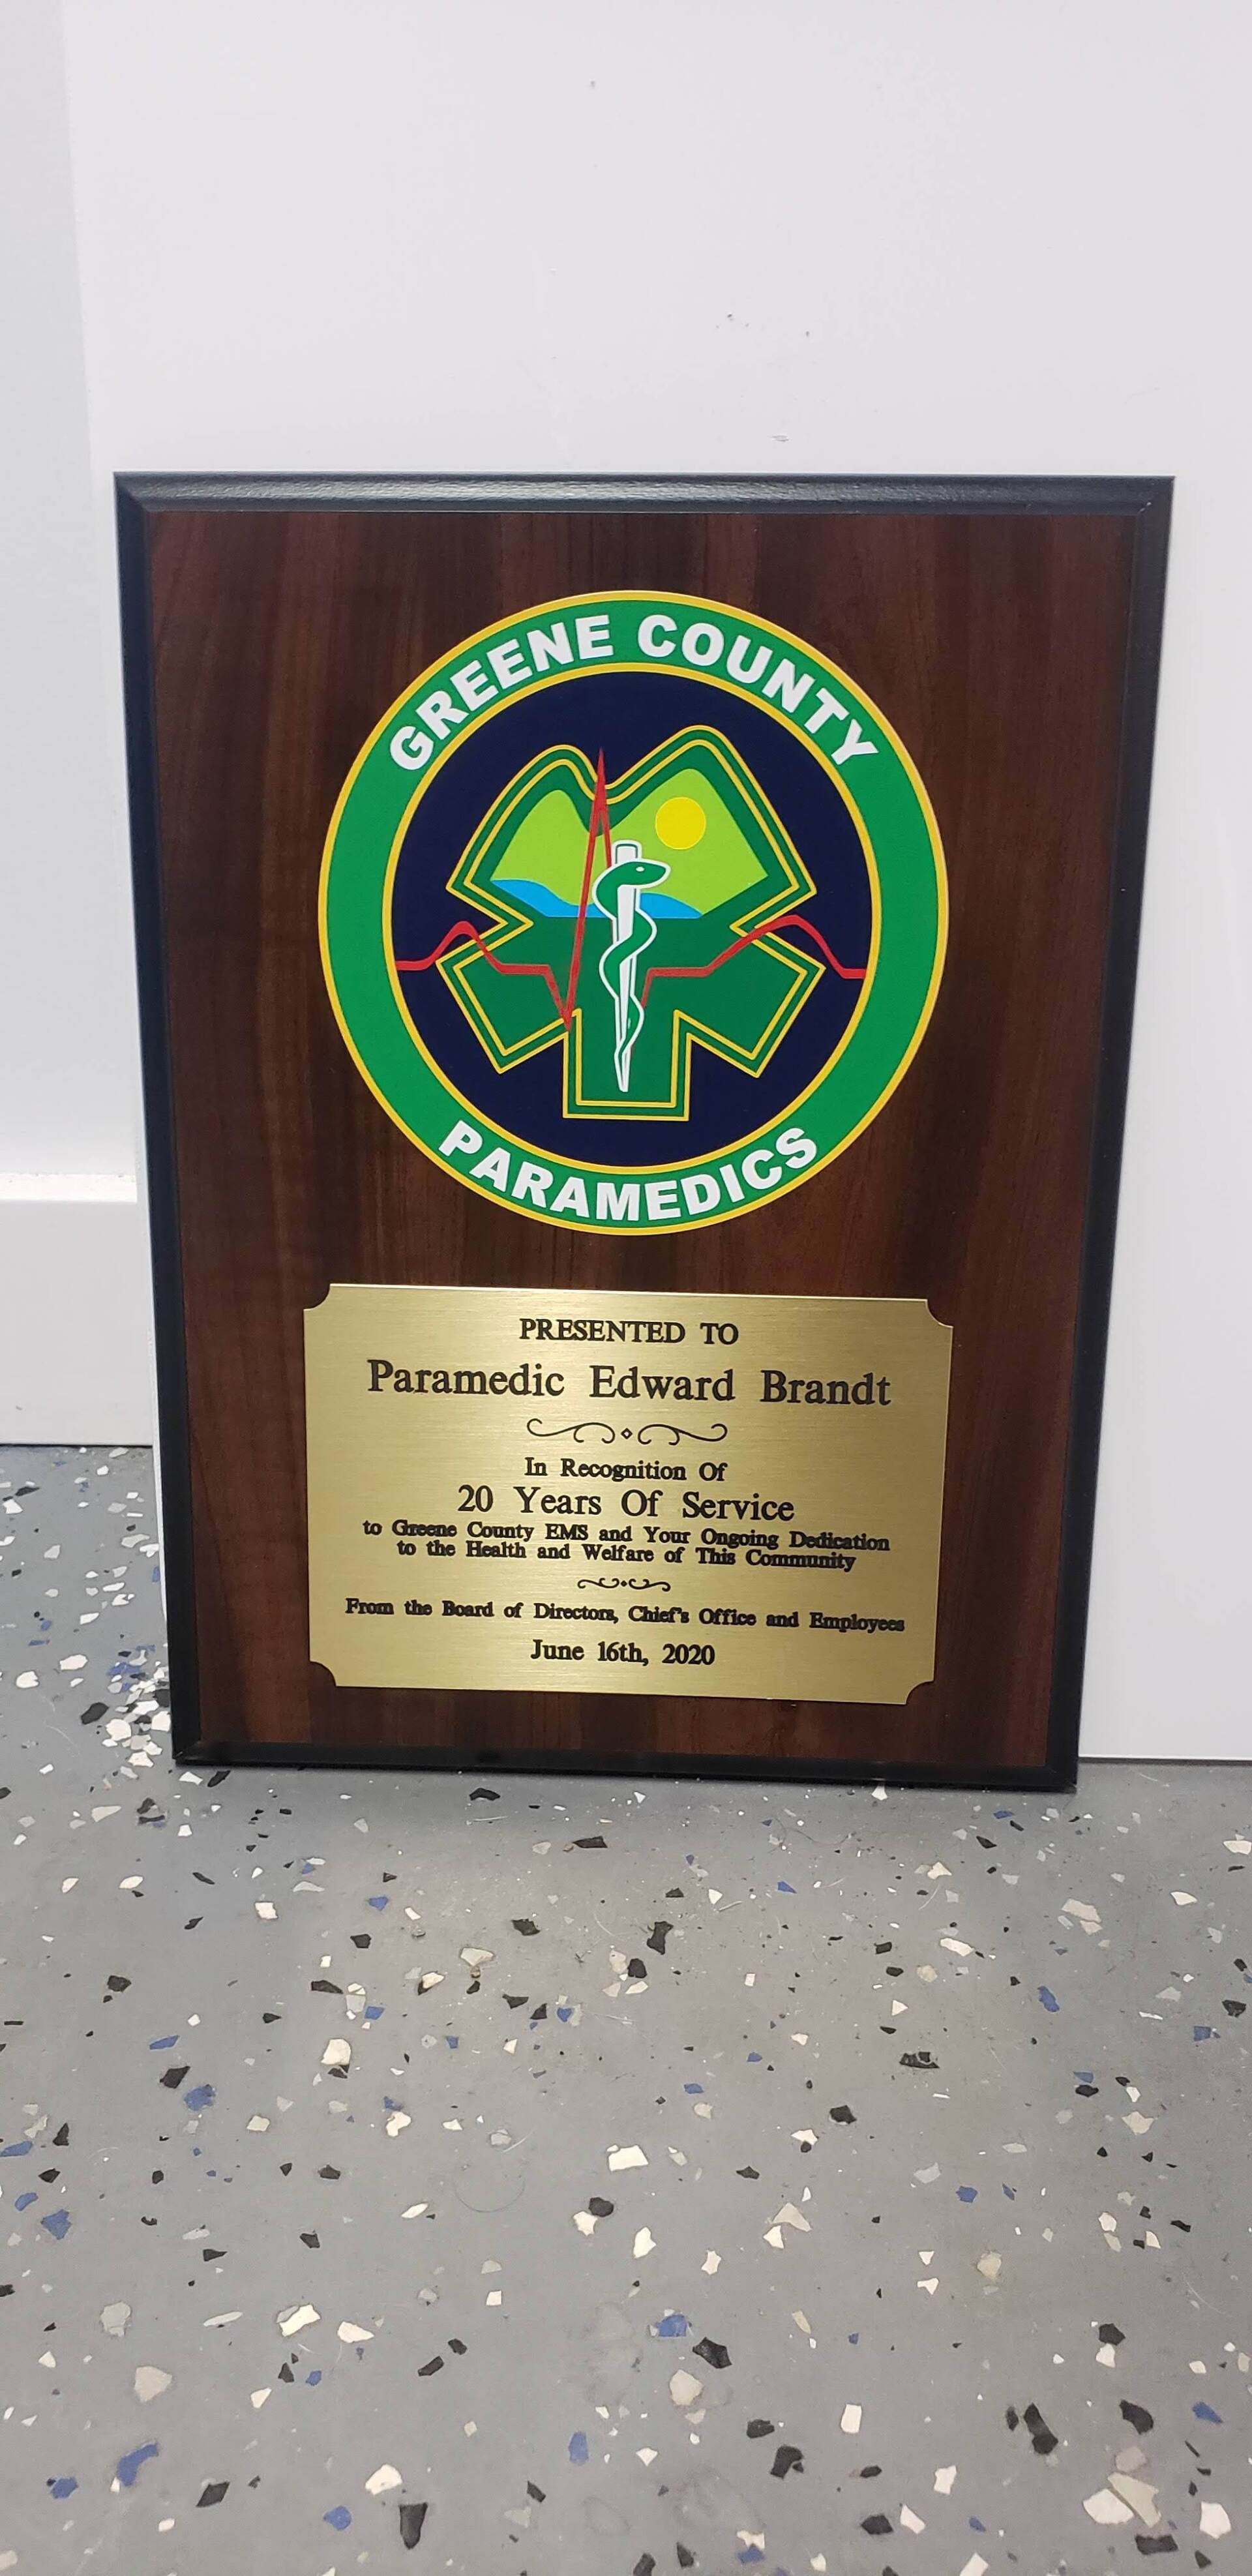 GREENE COUNTY
PARAMEDICS
PRESENTED TO
Paramedic Edward Brandt
In Recognition Of
20 Years Of Service
to Greene County EMS and Your Ongoing Dedication
to the Health and Welfare of This Community
From the Board of Directors, Chief's Office and Employees
June 16th, 2020